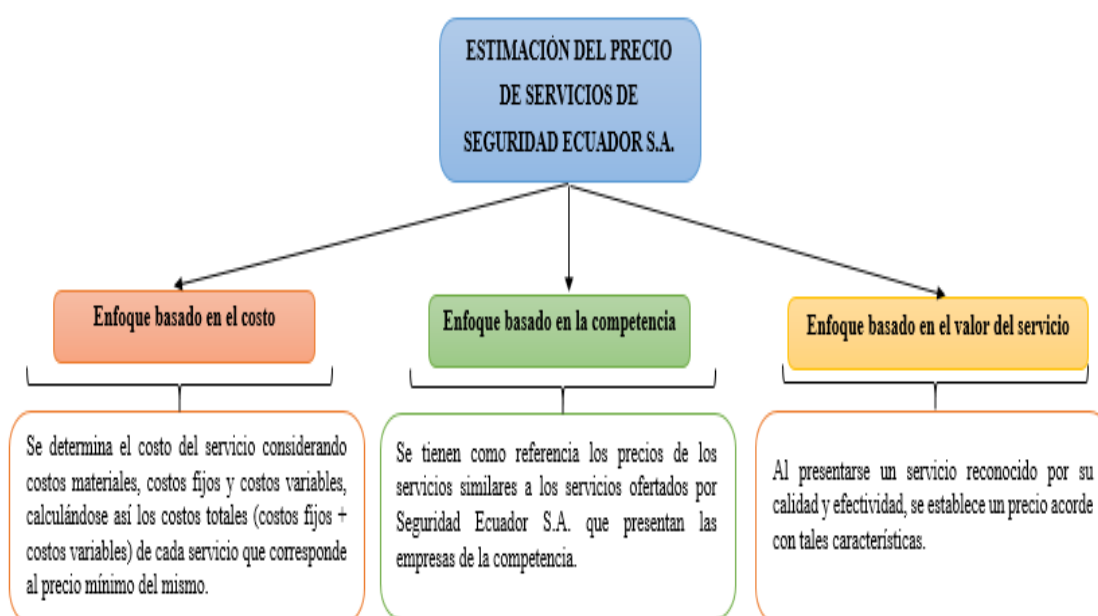 ESTIMACIÓN DEL PRECIO
DE SERVICIOS DE
SEGURIDAD ECUADOR S.A.
Enfoque basado en el costo
Se determina el costo del servicio considerando
costos materiales, costos fijos y costos variables,
calculándose así los costos totales (costos fijos +
costos variables) de cada servicio que corresponde
al precio mínimo del mismo.
Enfoque basado en la competencia
Se tienen como referencia los precios de los
servicios similares a los servicios ofertados por
Seguridad Ecuador S.A. que presentan las
empresas de la competencia.
Enfoque basado en el valor del servicio
Al presentarse un servicio reconocido por su
calidad y efectividad, se establece un precio acorde
con tales características.